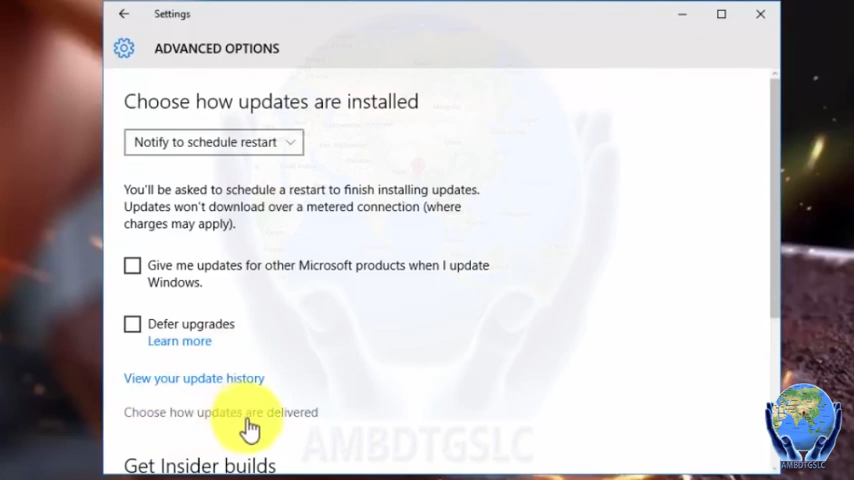 Settings
ADVANCED OPTIONS
Choose how updates are installed
Notify to schedule restart
You'll be asked to schedule a restart to finish installing updates.
Updates won't download over a metered connection (where
charges may apply).
Give me updates for other Microsoft products when I update
Windows.
Defer upgrades
Learn more
View your update history
Choose how updates are delivered
AMBDTGSLC
Get Insider builds
AMBDTGSLC